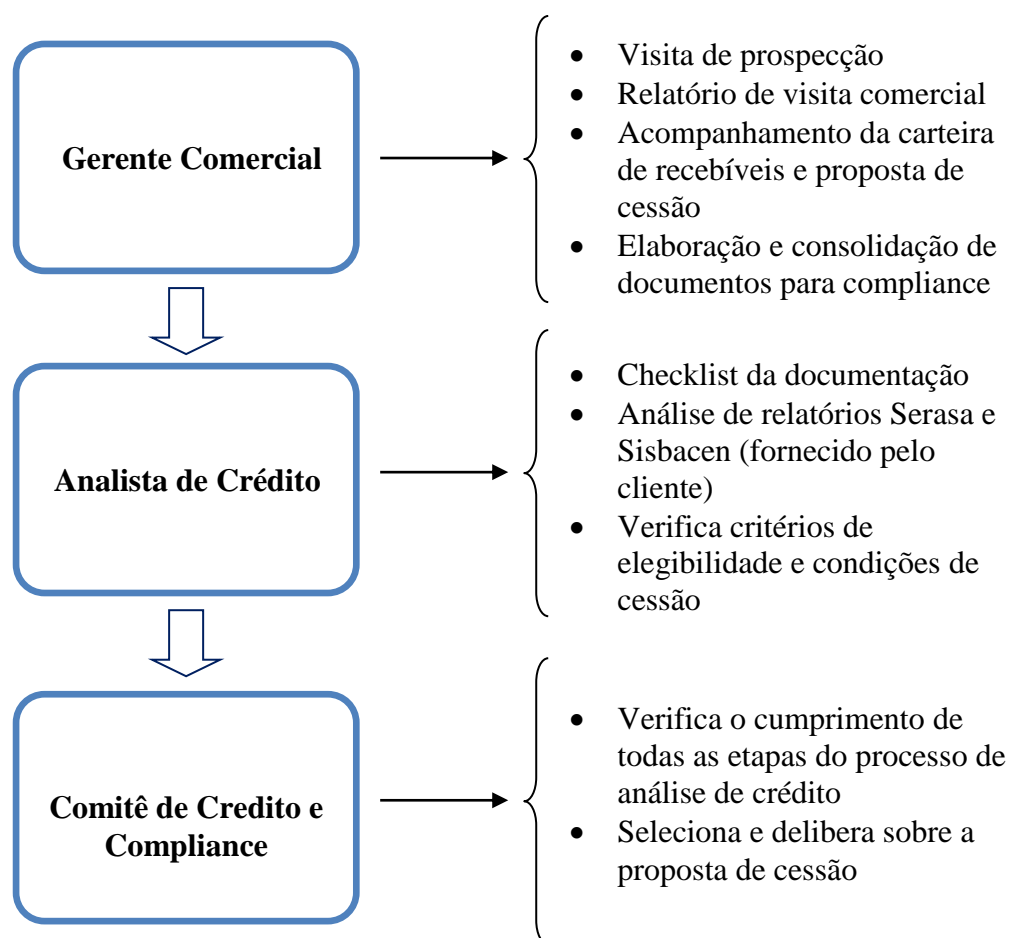 Gerente Comercial
• Visita de prospecção
• Relatório de visita comercial
• Acompanhamento da carteira
de recebíveis e proposta de
cessão
• Elaboração e consolidação de
documentos para compliance
Analista de Crédito
• Checklist da documentação
• Análise de relatórios Serasa e
Sisbacen (fornecido pelo
cliente)
• Verifica critérios de
elegibilidade e condições de
cessão
Comitê de Credito e
Compliance
• Verifica o cumprimento de
todas as etapas do processo de
análise de crédito
• Seleciona e delibera sobre a
proposta de cessão